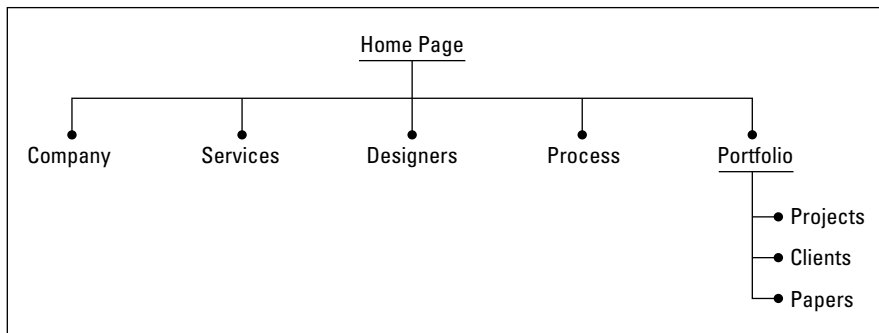 Home Page
Company Services Designers Process Portfolio
Projects
Clients
Papers